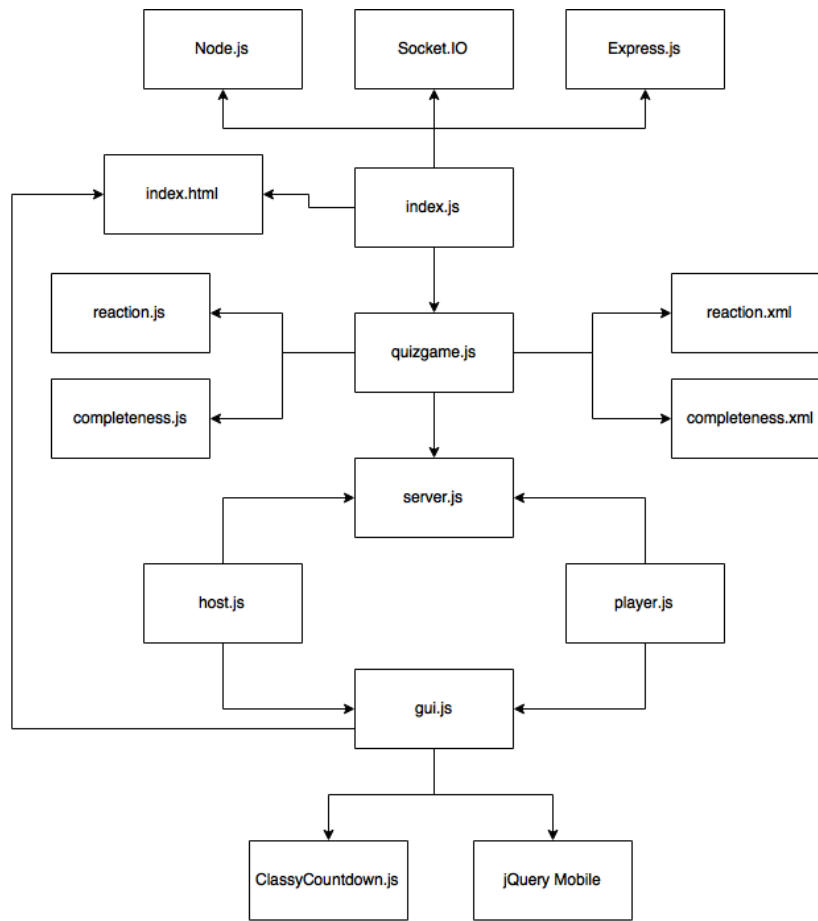 Node.js
Socket.IO
Express.js
index.html
index.js
reaction.js
quizgame.js
reaction.xml
completeness.js
completeness.xml
server.js
host.js
player.js
gui.js
ClassyCountdown.js
jQuery Mobile